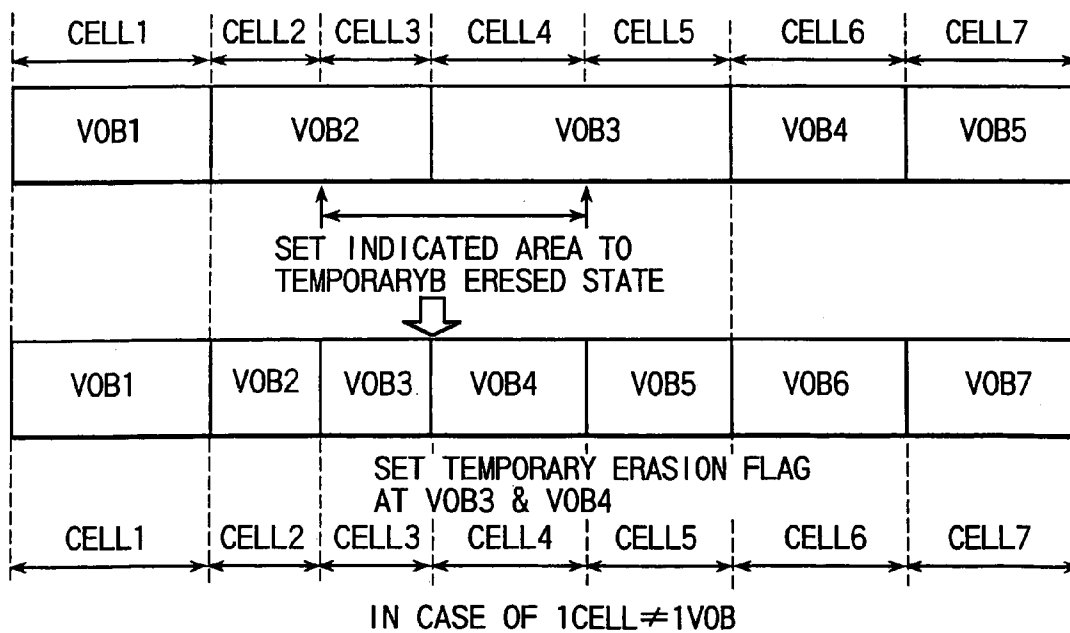 CELL1 CELL2 CELL3 CELL4 CELL5 CELL6 CELL7
VOB1 VOB2 VOB3 VOB4 VOB5
SET INDICATED AREA TO
TEMPORARYB ERESED STATE
VOB1 VOB2 VOB3 VOB4 VOB5 VOB6 VOB7
SET TEMPORARY ERASION FLAG
AT VOB3 & VOB4
CELL1 CELL2 CELL3 CELL4 CELL5 CELL6 CELL7
IN CASE OF 1CELL≠1VOB